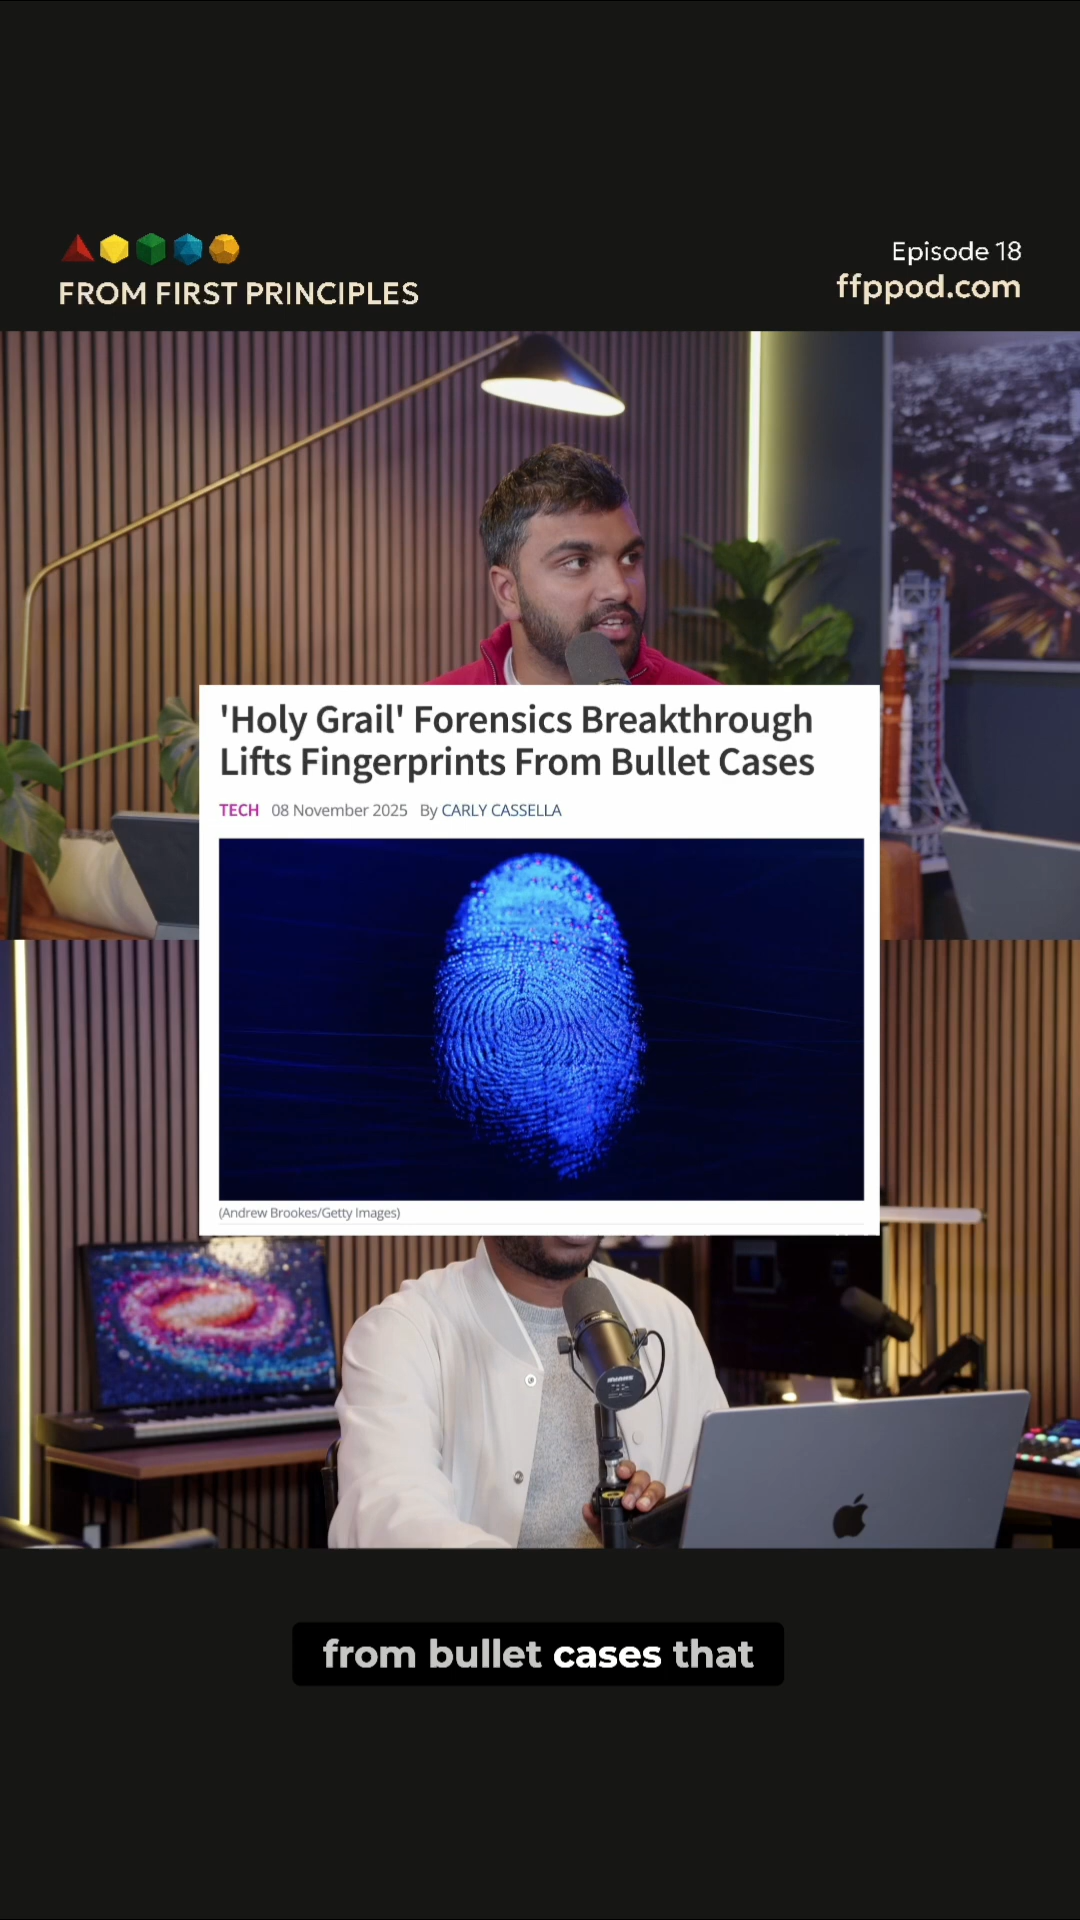 FROM FIRST PRINCIPLES
Episode 18
ffppod.com
'Holy Grail' Forensics Breakthrough
Lifts Fingerprints From Bullet Cases
TECH 08 November 2025 By CARLY CASSELLA
(Andrew Brookes/Getty Images)
SHURE
from bullet cases that